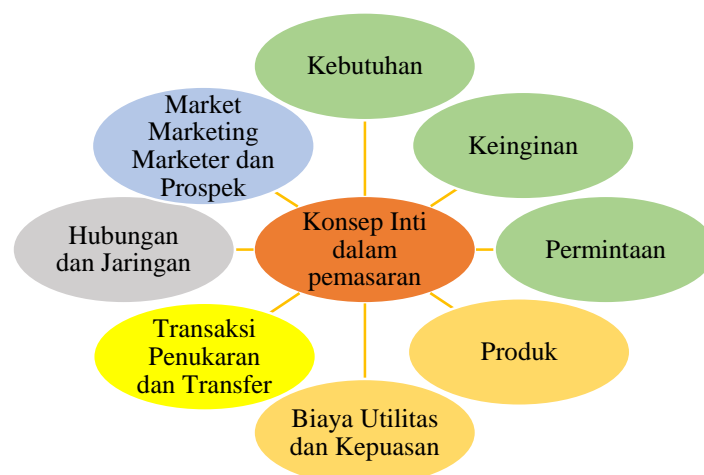 Kebutuhan
Keinginan
Permintaan
Produk
Biaya Utilitas
dan Kepuasan
Transaksi
Penukaran
dan Transfer
Hubungan
dan Jaringan
Market
Marketing
Marketer dan
Prospek
Konsep Inti
dalam
pemasaran